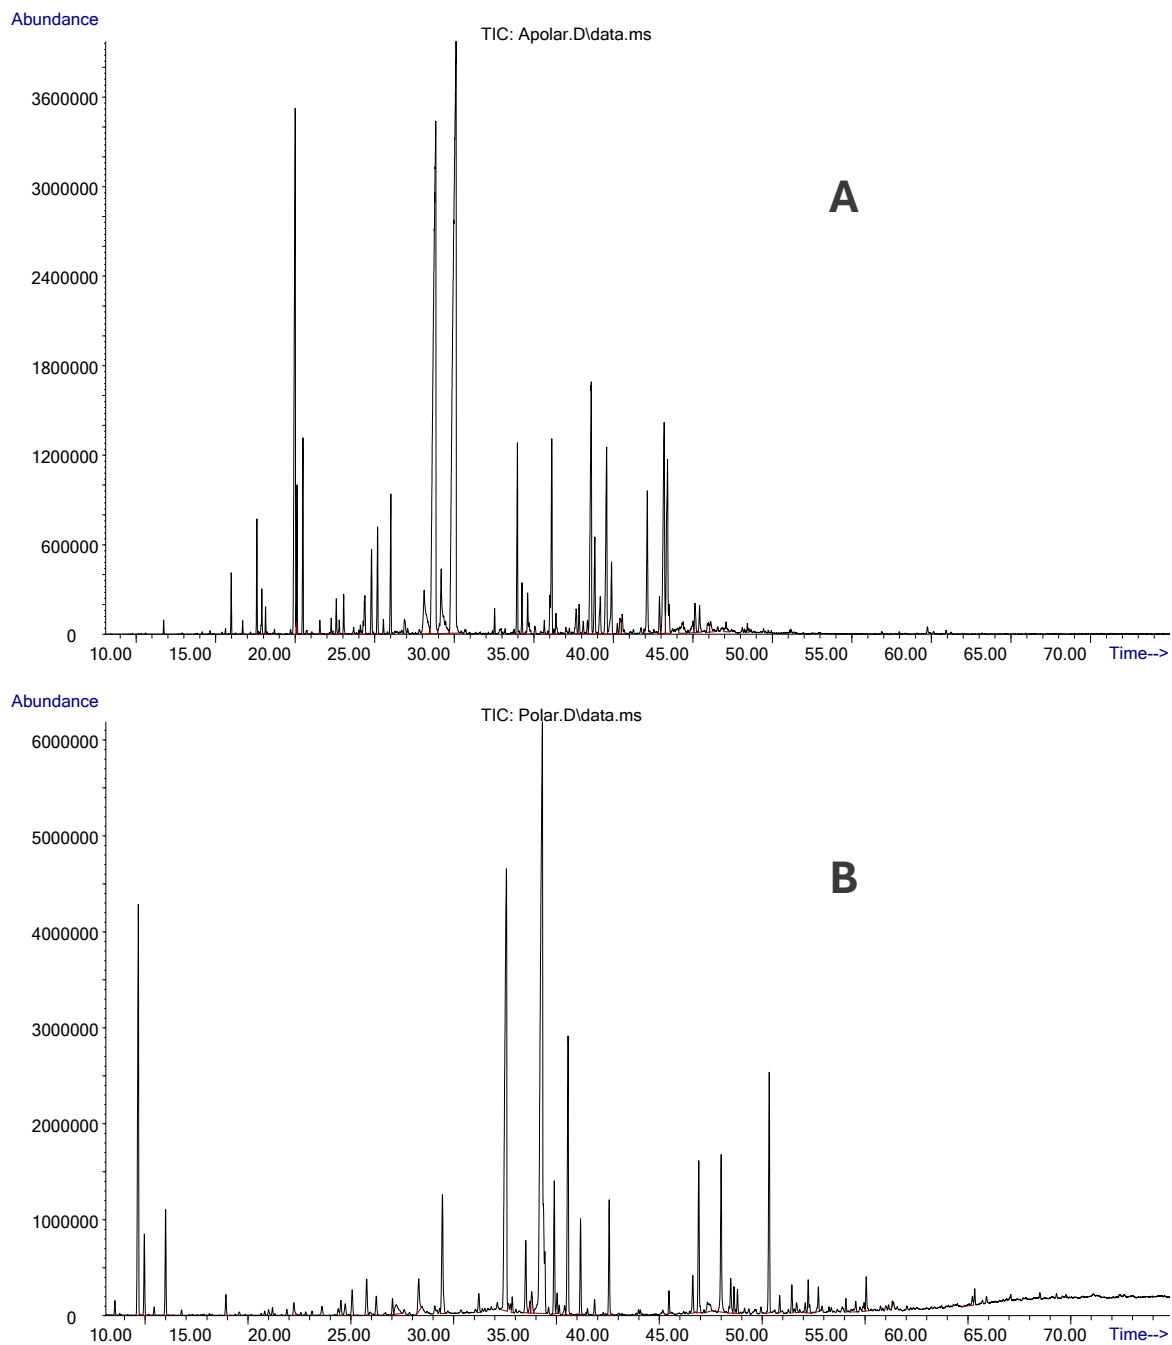 Abundance
TIC: Apolar.D\data.ms
3600000
3000000
2400000
1800000
1200000
600000
0
A
10.00 15.00 20.00 25.00 30.00 35.00 40.00 45.00 50.00 55.00 60.00 65.00 70.00 Time-->
Abundance
TIC: Polar.D\data.ms
6000000
5000000
4000000
3000000
2000000
1000000
0
B
10.00 15.00 20.00 25.00 30.00 35.00 40.00 45.00 50.00 55.00 60.00 65.00 70.00 Time-->